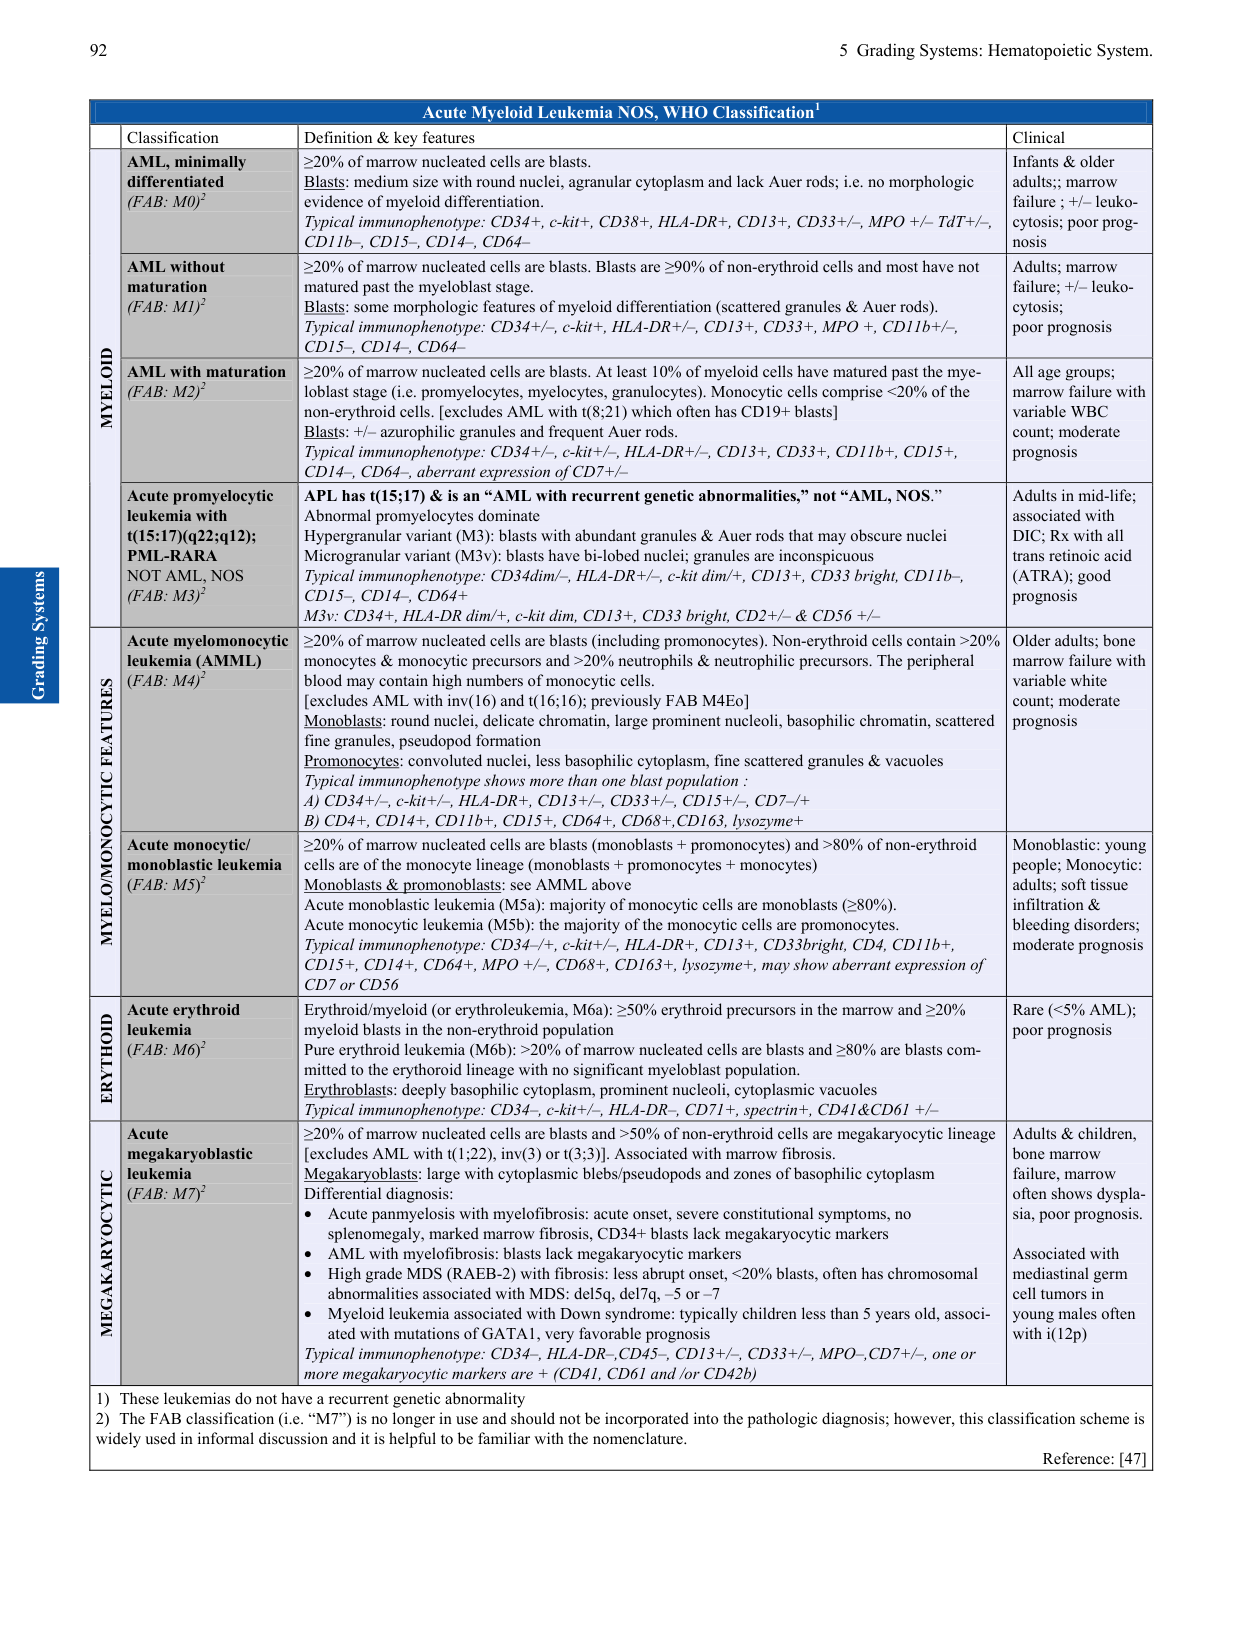 92
5 Grading Systems: Hematopoietic System.
Acute Myeloid Leukemia NOS, WHO Classification1
Classification
Definition & key features
Clinical
MYELOID
AML, minimally
differentiated
(FAB: M0)2
≥20% of marrow nucleated cells are blasts.
Blasts: medium size with round nuclei, agranular cytoplasm and lack Auer rods; i.e. no morphologic
evidence of myeloid differentiation.
Typical immunophenotype: CD34+, c-kit+, CD38+, HLA-DR+, CD13+, CD33+/–, MPO +/– TdT+/–,
CD11b–, CD15–, CD14–, CD64–
Infants & older
adults;; marrow
failure ; +/– leuko-
cytosis; poor prog-
nosis
AML without
maturation
(FAB: M1)2
≥20% of marrow nucleated cells are blasts. Blasts are ≥90% of non-erythroid cells and most have not
matured past the myeloblast stage.
Blasts: some morphologic features of myeloid differentiation (scattered granules & Auer rods).
Typical immunophenotype: CD34+/–, c-kit+, HLA-DR+/–, CD13+, CD33+, MPO +, CD11b+/–,
CD15–, CD14–, CD64–
Adults; marrow
failure; +/– leuko-
cytosis;
poor prognosis
AML with maturation
(FAB: M2)2
≥20% of marrow nucleated cells are blasts. At least 10% of myeloid cells have matured past the mye-
loblast stage (i.e. promyelocytes, myelocytes, granulocytes). Monocytic cells comprise <20% of the
non-erythroid cells. [excludes AML with t(8;21) which often has CD19+ blasts]
Blasts: +/– azurophilic granules and frequent Auer rods.
Typical immunophenotype: CD34+/–, c-kit+/–, HLA-DR+/–, CD13+, CD33+, CD11b+, CD15+,
CD14–, CD64–, aberrant expression of CD7+/–
All age groups;
marrow failure with
variable WBC
count; moderate
prognosis
Acute promyelocytic
leukemia with
t(15:17)(q22;q12);
PML-RARA
NOT AML, NOS
(FAB: M3)2
APL has t(15;17) & is an “AML with recurrent genetic abnormalities,” not “AML, NOS.”
Abnormal promyelocytes dominate
Hypergranular variant (M3): blasts with abundant granules & Auer rods that may obscure nuclei
Microgranular variant (M3v): blasts have bi-lobed nuclei; granules are inconspicuous
Typical immunophenotype: CD34dim/–, HLA-DR+/–, c-kit dim/+, CD13+, CD33 bright, CD11b–,
CD15–, CD14–, CD64+
M3v: CD34+, HLA-DR dim/+, c-kit dim, CD13+, CD33 bright, CD2+/– & CD56 +/–
Adults in mid-life;
associated with
DIC; Rx with all
trans retinoic acid
(ATRA); good
prognosis
Grading Systems
MYELO/MONOCYTIC FEATURES
Acute myelomonocytic
leukemia (AMML)
(FAB: M4)2
≥20% of marrow nucleated cells are blasts (including promonocytes). Non-erythroid cells contain >20%
monocytes & monocytic precursors and >20% neutrophils & neutrophilic precursors. The peripheral
blood may contain high numbers of monocytic cells.
[excludes AML with inv(16) and t(16;16); previously FAB M4Eo]
Monoblasts: round nuclei, delicate chromatin, large prominent nucleoli, basophilic chromatin, scattered
fine granules, pseudopod formation
Promonocytes: convoluted nuclei, less basophilic cytoplasm, fine scattered granules & vacuoles
Typical immunophenotype shows more than one blast population :
A) CD34+/–, c-kit+/–, HLA-DR+, CD13+/–, CD33+/–, CD15+/–, CD7–/+
B) CD4+, CD14+, CD11b+, CD15+, CD64+, CD68+,CD163, lysozyme+
Older adults; bone
marrow failure with
variable white
count; moderate
prognosis
Acute monocytic/
monoblastic leukemia
(FAB: M5)2
≥20% of marrow nucleated cells are blasts (monoblasts + promonocytes) and >80% of non-erythroid
cells are of the monocyte lineage (monoblasts + promonocytes + monocytes)
Monoblasts & promonoblasts: see AMML above
Acute monoblastic leukemia (M5a): majority of monocytic cells are monoblasts (≥80%).
Acute monocytic leukemia (M5b): the majority of the monocytic cells are promonocytes.
Typical immunophenotype: CD34–/+, c-kit+/–, HLA-DR+, CD13+, CD33bright, CD4, CD11b+,
CD15+, CD14+, CD64+, MPO +/–, CD68+, CD163+, lysozyme+, may show aberrant expression of
CD7 or CD56
Monoblastic: young
people; Monocytic:
adults; soft tissue
infiltration &
bleeding disorders;
moderate prognosis
ERYTHOID
Acute erythroid
leukemia
(FAB: M6)2
Erythroid/myeloid (or erythroleukemia, M6a): ≥50% erythroid precursors in the marrow and ≥20%
myeloid blasts in the non-erythroid population
Pure erythroid leukemia (M6b): >20% of marrow nucleated cells are blasts and ≥80% are blasts com-
mitted to the erythoroid lineage with no significant myeloblast population.
Erythroblasts: deeply basophilic cytoplasm, prominent nucleoli, cytoplasmic vacuoles
Typical immunophenotype: CD34–, c-kit+/–, HLA-DR–, CD71+, spectrin+, CD41&CD61 +/–
Rare (<5% AML);
poor prognosis
MEGAKARYOCYTIC
Acute
megakaryoblastic
leukemia
(FAB: M7)2
≥20% of marrow nucleated cells are blasts and >50% of non-erythroid cells are megakaryocytic lineage
[excludes AML with t(1;22), inv(3) or t(3;3)]. Associated with marrow fibrosis.
Megakaryoblasts: large with cytoplasmic blebs/pseudopods and zones of basophilic cytoplasm
Differential diagnosis:
• Acute panmyelosis with myelofibrosis: acute onset, severe constitutional symptoms, no
splenomegaly, marked marrow fibrosis, CD34+ blasts lack megakaryocytic markers
• AML with myelofibrosis: blasts lack megakaryocytic markers
• High grade MDS (RAEB-2) with fibrosis: less abrupt onset, <20% blasts, often has chromosomal
abnormalities associated with MDS: del5q, del7q, –5 or –7
• Myeloid leukemia associated with Down syndrome: typically children less than 5 years old, associ-
ated with mutations of GATA1, very favorable prognosis
Typical immunophenotype: CD34–, HLA-DR–,CD45–, CD13+/–, CD33+/–, MPO–,CD7+/–, one or
more megakaryocytic markers are + (CD41, CD61 and /or CD42b)
Adults & children,
bone marrow
failure, marrow
often shows dyspla-
sia, poor prognosis.
Associated with
mediastinal germ
cell tumors in
young males often
with i(12p)
1) These leukemias do not have a recurrent genetic abnormality
2) The FAB classification (i.e. “M7”) is no longer in use and should not be incorporated into the pathologic diagnosis; however, this classification scheme is
widely used in informal discussion and it is helpful to be familiar with the nomenclature.
Reference: [47]